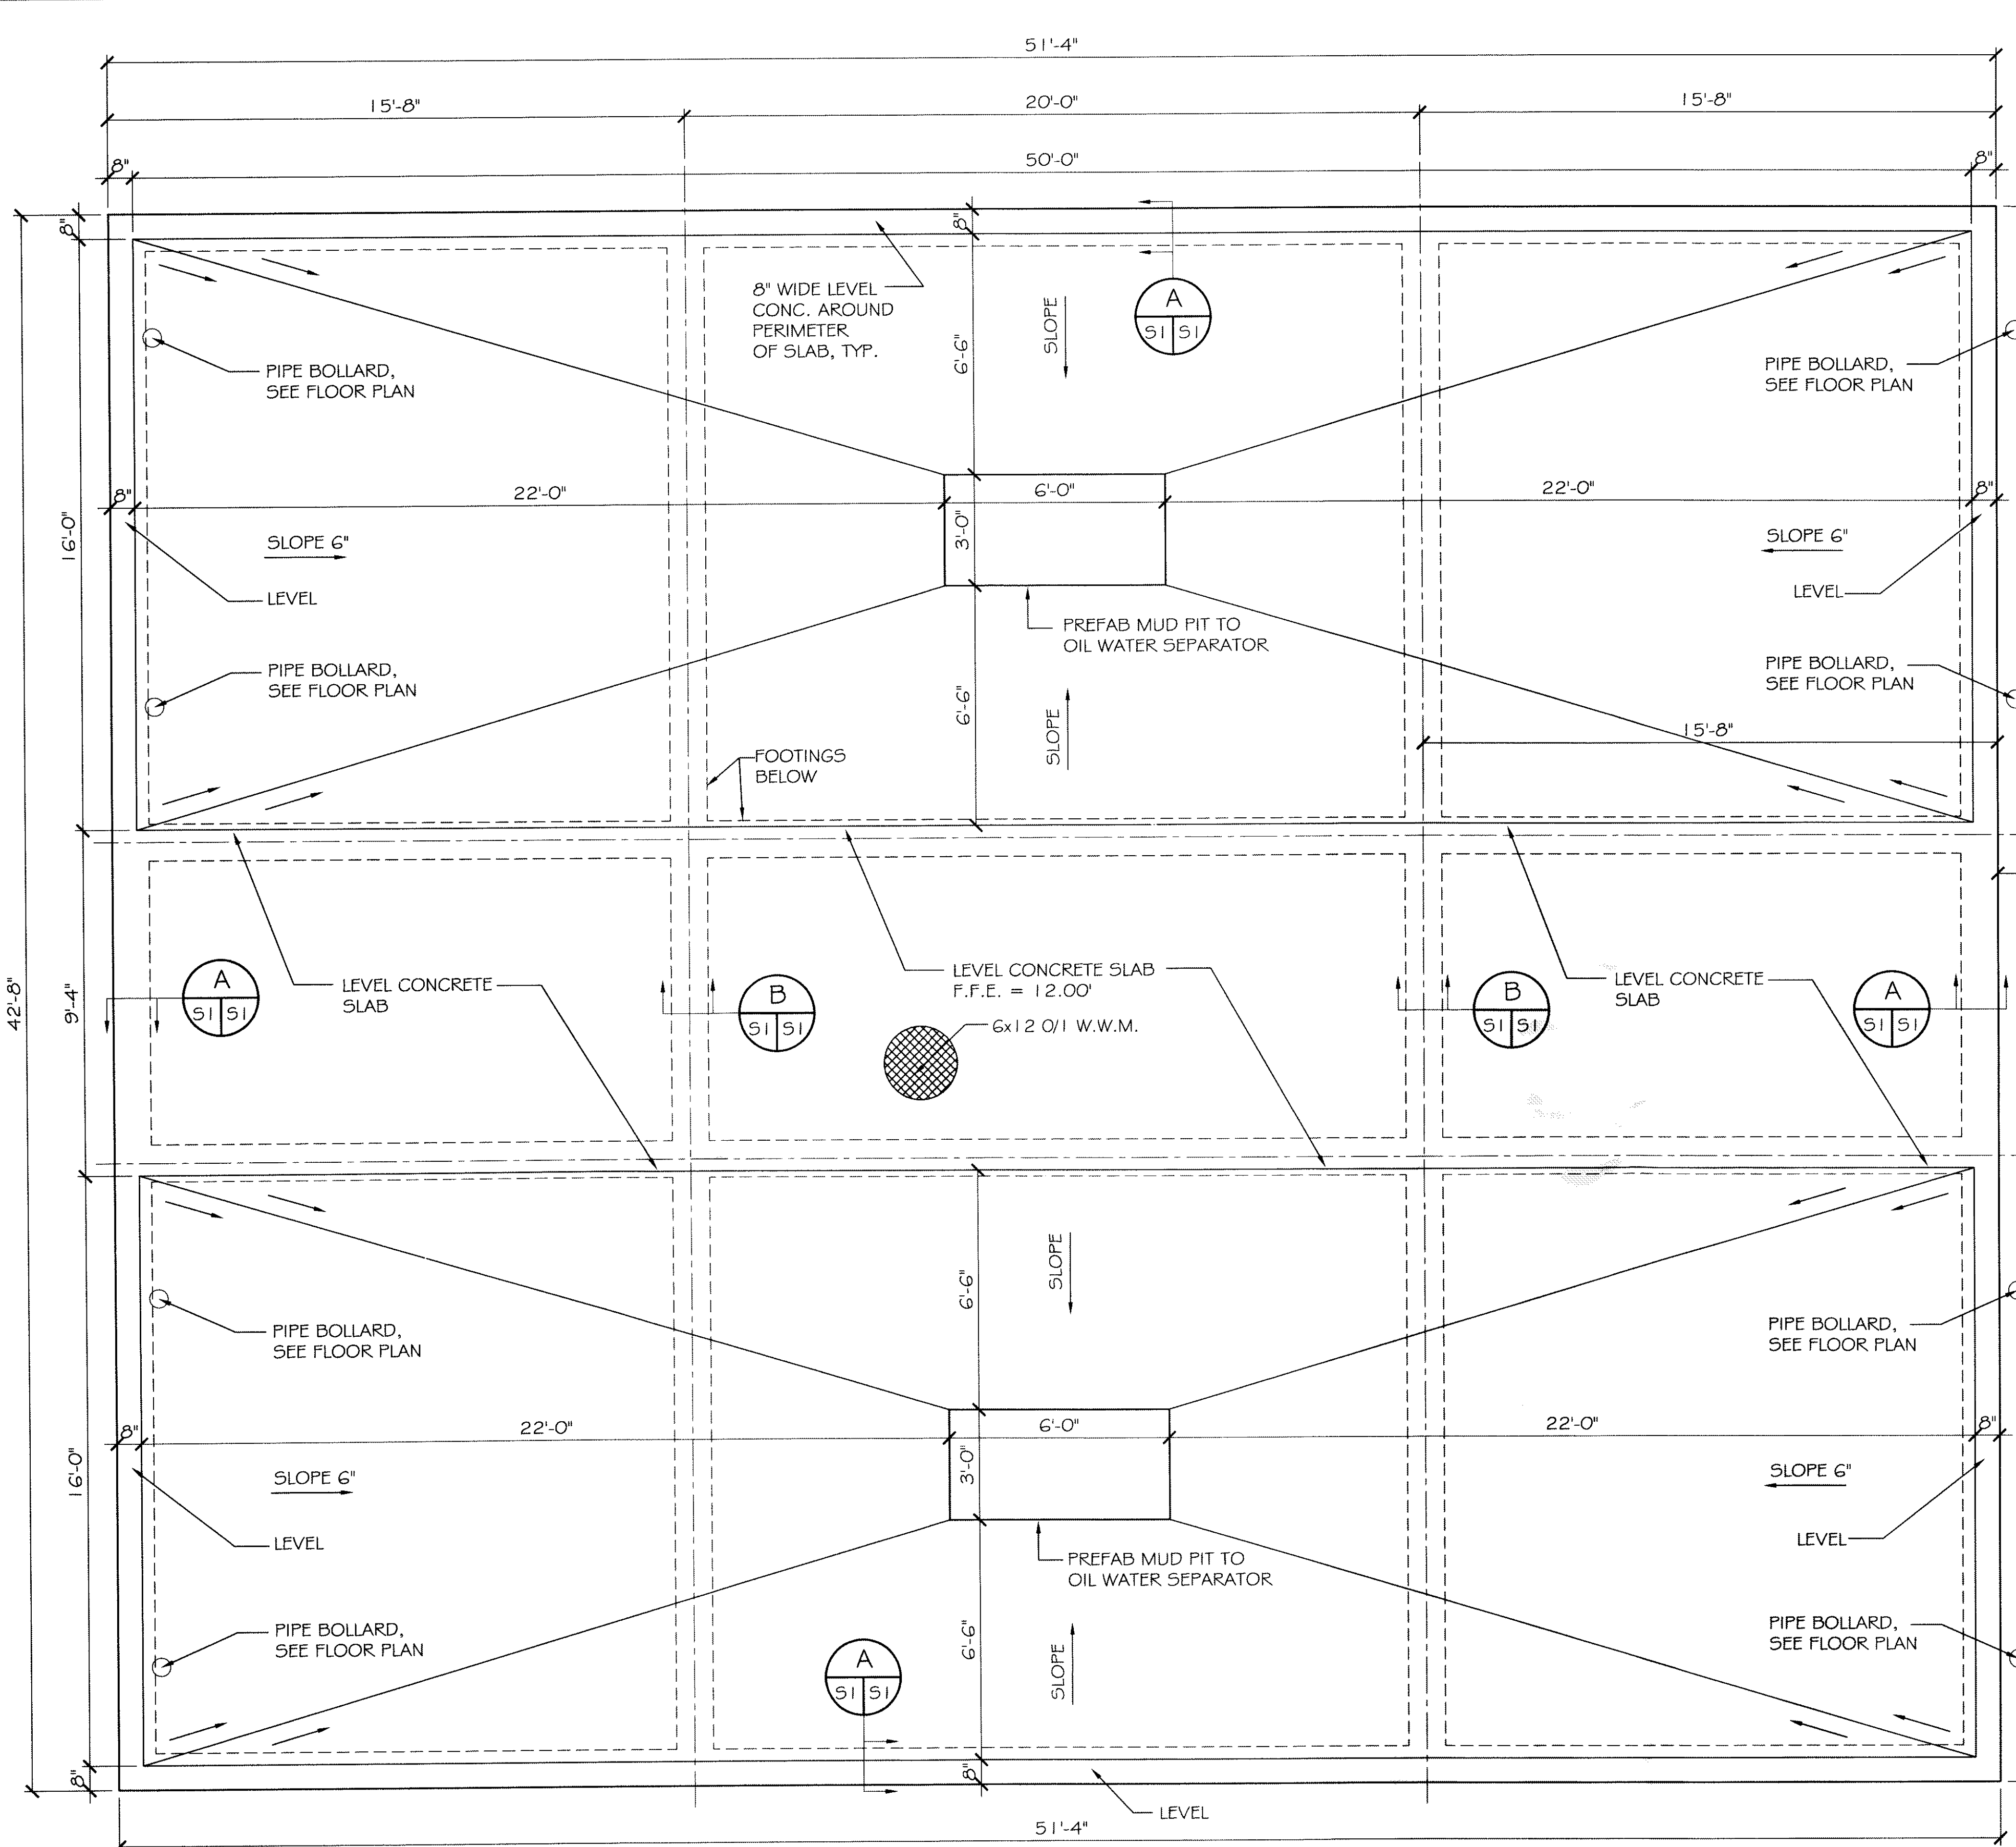 51'-4"
15'-8"
20'-0"
15'-8"
8"
50'-0"
8"
8"
8"
8" WIDE LEVEL
CONC. AROUND
PERIMETER
OF SLAB, TYP.
SLOPE
A
S1 S1
6'-6"
PIPE BOLLARD,
SEE FLOOR PLAN
PIPE BOLLARD,
SEE FLOOR PLAN
8"
22'-0"
6'-0"
22'-0"
8"
16'-0"
3'-0"
SLOPE 6"
SLOPE 6"
LEVEL
LEVEL
PREFAB MUD PIT TO
OIL WATER SEPARATOR
PIPE BOLLARD,
SEE FLOOR PLAN
PIPE BOLLARD,
SEE FLOOR PLAN
6'-6"
SLOPE
15'-8"
FOOTINGS
BELOW
42'-8"
9'-4"
A
S1 S1
LEVEL CONCRETE
SLAB
B
S1 S1
LEVEL CONCRETE SLAB
F.F.E. = 12.00'
6x12 0/1 W.W.M.
B
S1 S1
LEVEL CONCRETE
SLAB
A
S1 S1
6'-6"
SLOPE
PIPE BOLLARD,
SEE FLOOR PLAN
PIPE BOLLARD,
SEE FLOOR PLAN
8"
22'-0"
6'-0"
22'-0"
8"
16'-0"
3'-0"
SLOPE 6"
SLOPE 6"
LEVEL
LEVEL
PREFAB MUD PIT TO
OIL WATER SEPARATOR
PIPE BOLLARD,
SEE FLOOR PLAN
PIPE BOLLARD,
SEE FLOOR PLAN
6'-6"
SLOPE
A
S1 S1
8"
8"
LEVEL
51'-4"